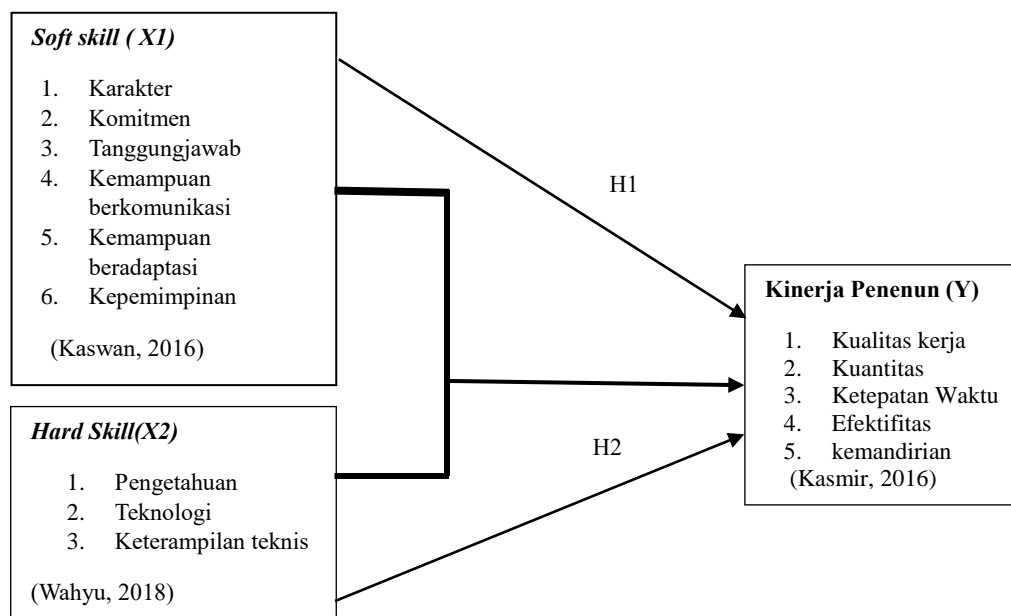 Soft skill ( X1)
1. Karakter
2. Komitmen
3. Tanggungjawab
4. Kemampuan
berkomunikasi
5. Kemampuan
beradaptasi
6. Kepemimpinan
(Kaswan, 2016)
H1
Hard Skill(X2)
1. Pengetahuan
2. Teknologi
3. Keterampilan teknis
(Wahyu, 2018)
H2
Kinerja Penenun (Y)
1. Kualitas kerja
2. Kuantitas
3. Ketepatan Waktu
4. Efektifitas
5. kemandirian
(Kasmir, 2016)